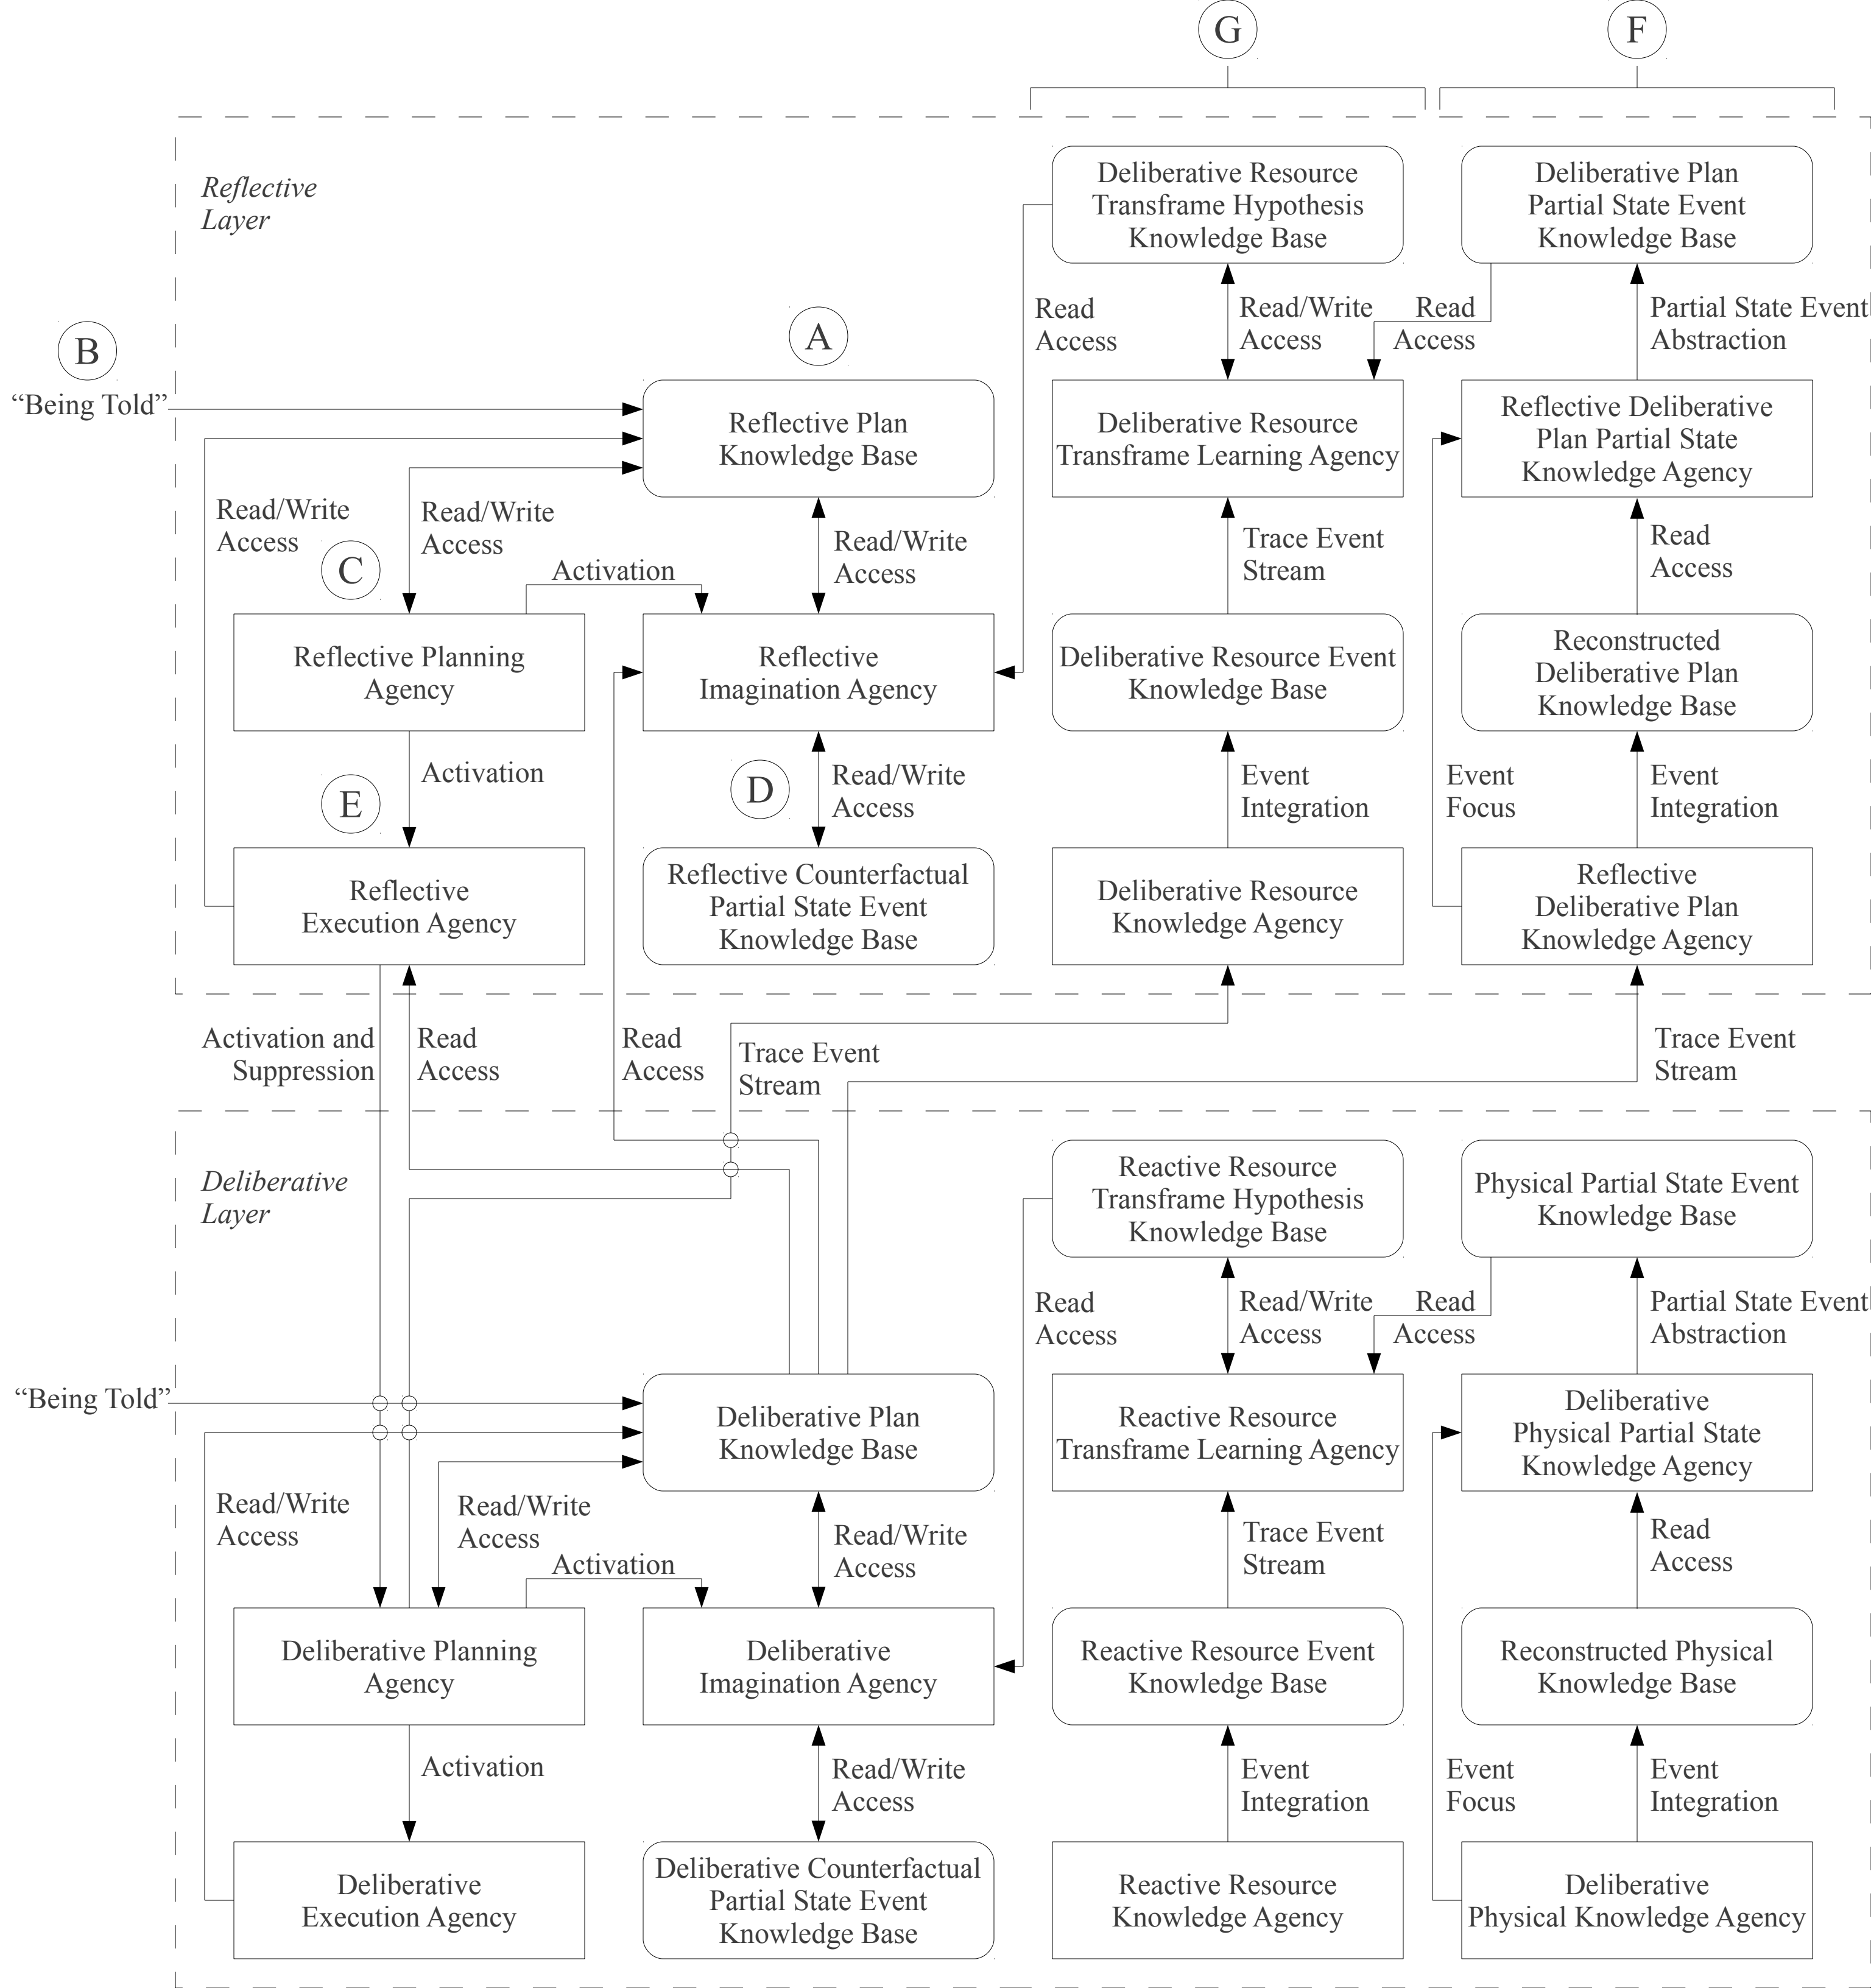 G
F
Reflective
Layer
Deliberative Resource
Transframe Hypothesis
Knowledge Base
Deliberative Plan
Partial State Event
Knowledge Base
Read
Access
Read/Write
Access
Read
Access
Partial State Event
Abstraction
B
“Being Told”
A
Reflective Plan
Knowledge Base
Deliberative Resource
Transframe Learning Agency
Reflective Deliberative
Plan Partial State
Knowledge Agency
Read/Write
Access
Read/Write
Access
C
Activation
Read/Write
Access
Trace Event
Stream
Read
Access
Reflective Planning
Agency
Reflective
Imagination Agency
Deliberative Resource Event
Knowledge Base
Reconstructed
Deliberative Plan
Knowledge Base
Activation
E
D
Read/Write
Access
Event
Integration
Event
Focus
Event
Integration
Reflective
Execution Agency
Reflective Counterfactual
Partial State Event
Knowledge Base
Deliberative Resource
Knowledge Agency
Reflective
Deliberative Plan
Knowledge Agency
Activation and
Suppression
Read
Access
Read
Access
Trace Event
Stream
Trace Event
Stream
Deliberative
Layer
Reactive Resource
Transframe Hypothesis
Knowledge Base
Physical Partial State Event
Knowledge Base
Read
Access
Read/Write
Access
Read
Access
Partial State Event
Abstraction
“Being Told”
Deliberative Plan
Knowledge Base
Reactive Resource
Transframe Learning Agency
Deliberative
Physical Partial State
Knowledge Agency
Read/Write
Access
Read/Write
Access
Activation
Read/Write
Access
Trace Event
Stream
Read
Access
Deliberative Planning
Agency
Deliberative
Imagination Agency
Reactive Resource Event
Knowledge Base
Reconstructed Physical
Knowledge Base
Activation
Read/Write
Access
Event
Integration
Event
Focus
Event
Integration
Deliberative
Execution Agency
Deliberative Counterfactual
Partial State Event
Knowledge Base
Reactive Resource
Knowledge Agency
Deliberative
Physical Knowledge Agency